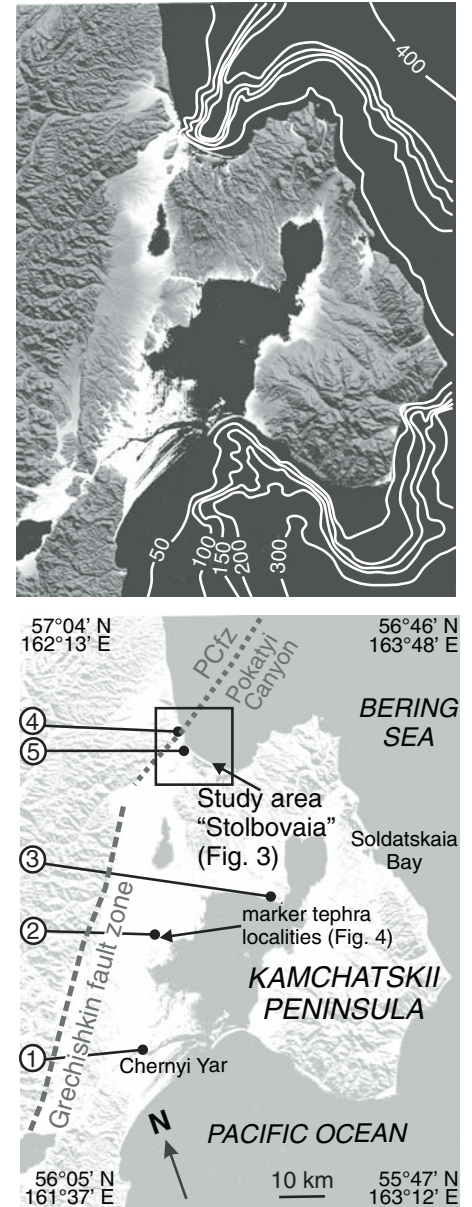 400
50
100
150
200
300
57°04’ N
162°13’ E
56°46’ N
163°48’ E
PCfz
Pokatyi
Canyon
BERING
SEA
4
5
Study area
“Stolbovaia”
(Fig. 3)
Soldatskaia
Bay
3
marker tephra
localities (Fig. 4)
2
Grechishkin fault zone
KAMCHATSKII
PENINSULA
1
Chernyi Yar
N
PACIFIC OCEAN
56°05’ N
161°37’ E
10 km
55°47’ N
163°12’ E